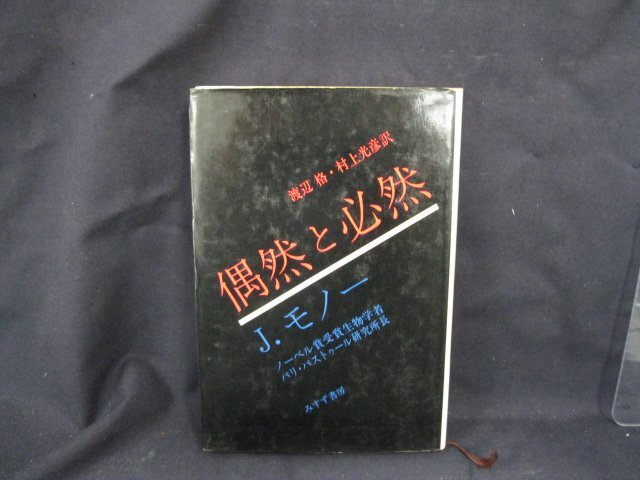 渡辺 格・村上光彦訳
偶然と必然
J. モノー
ノーベル賞受賞生物学者
パリ・パストゥール研究所長
みすず書房